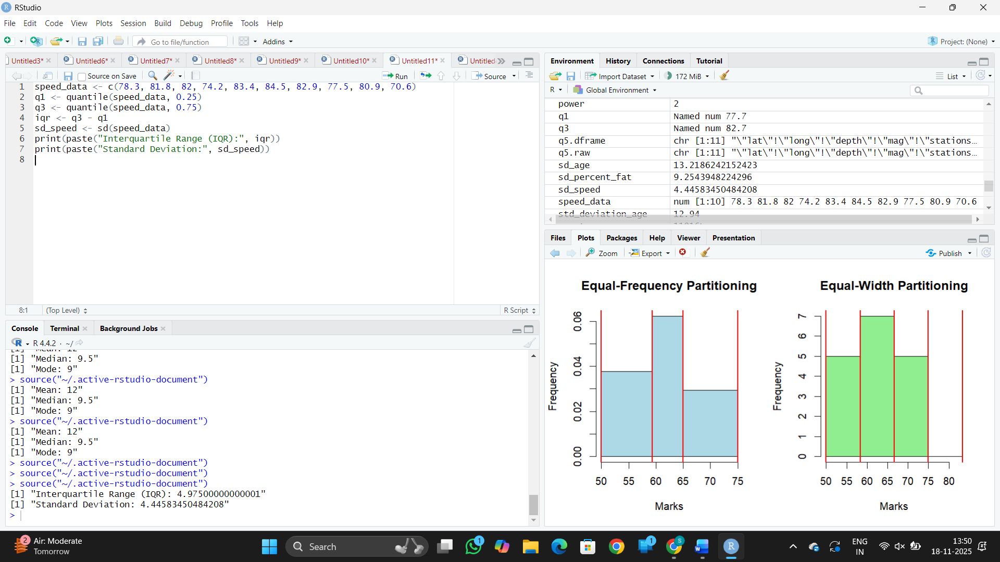 RStudio
File Edit Code View Plots Session Build Debug Profile Tools Help
Go to file/function Addins Project: (None)
Untitled3* Untitled6* Untitled7* Untitled8* Untitled9* Untitled10* Untitled11* Untitled
Source on Save Run Source
1 speed_data <- c(78.3, 81.8, 82, 74.2, 83.4, 84.5, 82.9, 77.5, 80.9, 70.6)
2 q1 <- quantile(speed_data, 0.25)
3 q3 <- quantile(speed_data, 0.75)
4 iqr <- q3 - q1
5 sd_speed <- sd(speed_data)
6 print(paste("Interquartile Range (IQR):", iqr))
7 print(paste("Standard Deviation:", sd_speed))
8
8:1 (Top Level) R Script
Console Terminal Background Jobs
R 4.4.2 · ~/
[1] "Mean: 12"
[1] "Median: 9.5"
[1] "Mode: 9"
> source("~/.active-rstudio-document")
[1] "Mean: 12"
[1] "Median: 9.5"
[1] "Mode: 9"
> source("~/.active-rstudio-document")
[1] "Mean: 12"
[1] "Median: 9.5"
[1] "Mode: 9"
> source("~/.active-rstudio-document")
> source("~/.active-rstudio-document")
> source("~/.active-rstudio-document")
[1] "Interquartile Range (IQR): 4.97500000000001"
[1] "Standard Deviation: 4.44583450484208"
>
Environment History Connections Tutorial
Import Dataset 172 MiB List
R Global Environment
power 2
q1 Named num 77.7
q3 Named num 82.7
q5.dframe chr [1:11] "\"lat\"!\"long\"!\"depth\"!\"mag\"!\"stations…
q5.raw chr [1:11] "\"lat\"!\"long\"!\"depth\"!\"mag\"!\"stations…
sd_age 13.2186242152423
sd_percent_fat 9.2543948224296
sd_speed 4.44583450484208
speed_data num [1:10] 78.3 81.8 82 74.2 83.4 84.5 82.9 77.5 80.9 70.6
std_deviation_age 12.94
Files Plots Packages Help Viewer Presentation
Zoom Export Publish
Equal-Frequency Partitioning
Frequency
0.00 0.02 0.04 0.06
50 55 60 65 70 75
Marks
Equal-Width Partitioning
Frequency
0 1 2 3 4 5 6 7
50 55 60 65 70 75 80
Marks
2
Air: Moderate
Tomorrow
Search
1
1
S
ENG
IN
13:50
18-11-2025